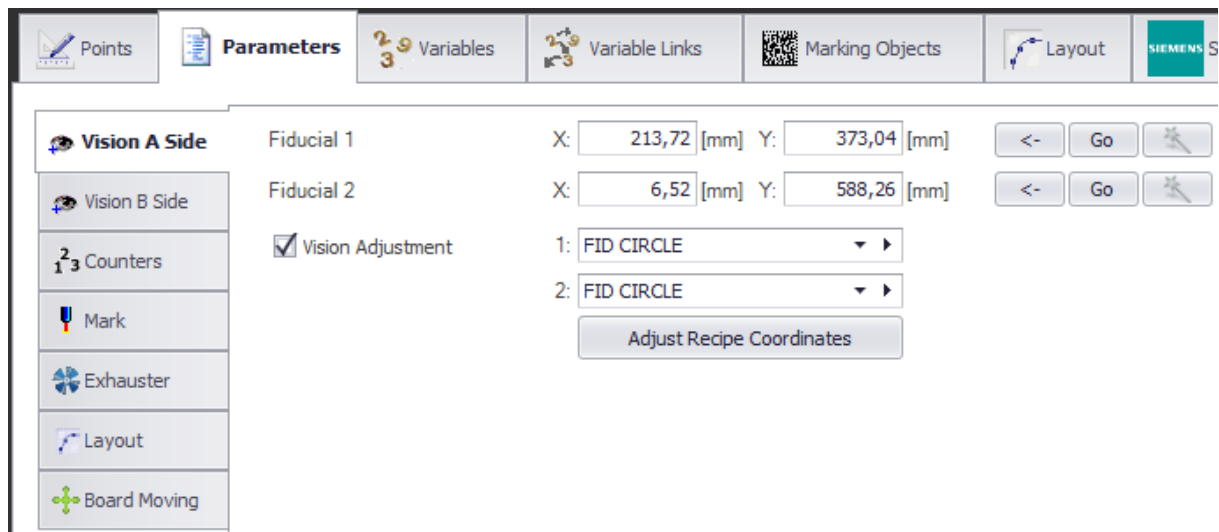 Points Parameters Variables Variable Links Marking Objects Layout SIEMENS S
Vision A Side
Vision B Side
Counters
Mark
Exhauster
Layout
Board Moving
Fiducial 1 X: 213,72 [mm] Y: 373,04 [mm] <- Go
Fiducial 2 X: 6,52 [mm] Y: 588,26 [mm] <- Go
Vision Adjustment 1: FID CIRCLE
2: FID CIRCLE
Adjust Recipe Coordinates